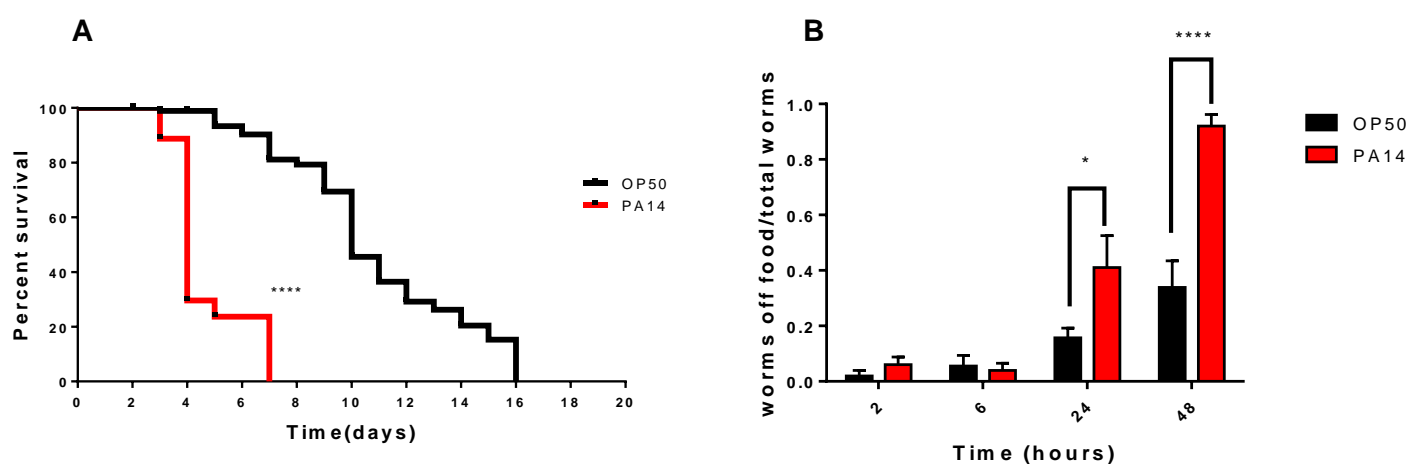 A
Percent survival
100
80
60
40
20
0
0 2 4 6 8 10 12 14 16 18 20
Time(days)
****
OP50
PA14
B
worms off food/total worms
1.0
0.8
0.6
0.4
0.2
0.0
2 6 24 48
Time (hours)
*
****
OP50
PA14